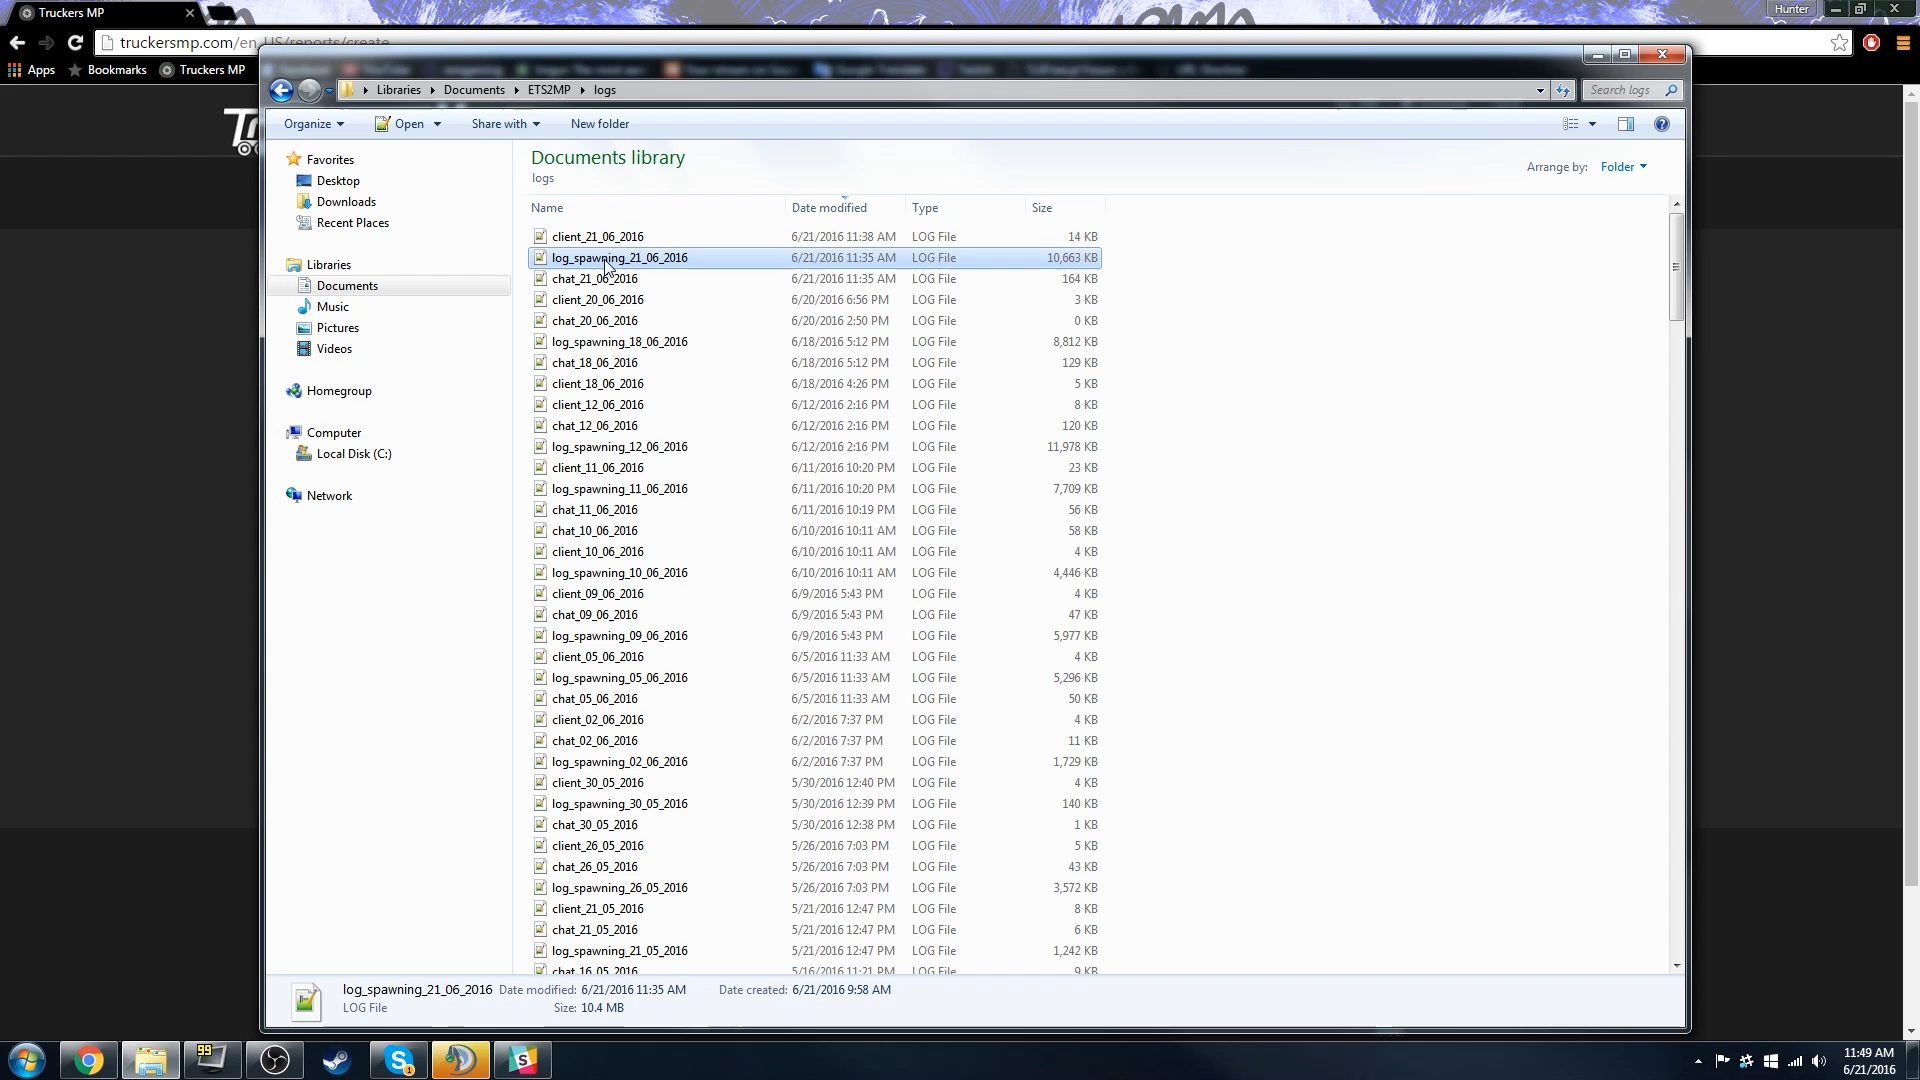 Truckers MP
Hunter
truckersmp.com/en_US/reports/create
Apps Bookmarks Truckers MP
Libraries Documents ETS2MP logs
Search logs
Organize Open Share with New folder
Favorites
Desktop
Downloads
Recent Places
Libraries
Documents
Music
Pictures
Videos
Homegroup
Computer
Local Disk (C:)
Network
Documents library
logs
Arrange by: Folder
Name Date modified Type Size
client_21_06_2016 6/21/2016 11:38 AM LOG File 14 KB
log_spawning_21_06_2016 6/21/2016 11:35 AM LOG File 10,663 KB
chat_21_06_2016 6/21/2016 11:35 AM LOG File 164 KB
client_20_06_2016 6/20/2016 6:56 PM LOG File 3 KB
chat_20_06_2016 6/20/2016 2:50 PM LOG File 0 KB
log_spawning_18_06_2016 6/18/2016 5:12 PM LOG File 8,812 KB
chat_18_06_2016 6/18/2016 5:12 PM LOG File 129 KB
client_18_06_2016 6/18/2016 4:26 PM LOG File 5 KB
client_12_06_2016 6/12/2016 2:16 PM LOG File 8 KB
chat_12_06_2016 6/12/2016 2:16 PM LOG File 120 KB
log_spawning_12_06_2016 6/12/2016 2:16 PM LOG File 11,978 KB
client_11_06_2016 6/11/2016 10:20 PM LOG File 23 KB
log_spawning_11_06_2016 6/11/2016 10:20 PM LOG File 7,709 KB
chat_11_06_2016 6/11/2016 10:19 PM LOG File 56 KB
chat_10_06_2016 6/10/2016 10:11 AM LOG File 58 KB
client_10_06_2016 6/10/2016 10:11 AM LOG File 4 KB
log_spawning_10_06_2016 6/10/2016 10:11 AM LOG File 4,446 KB
client_09_06_2016 6/9/2016 5:43 PM LOG File 4 KB
chat_09_06_2016 6/9/2016 5:43 PM LOG File 47 KB
log_spawning_09_06_2016 6/9/2016 5:43 PM LOG File 5,977 KB
client_05_06_2016 6/5/2016 11:33 AM LOG File 4 KB
log_spawning_05_06_2016 6/5/2016 11:33 AM LOG File 5,296 KB
chat_05_06_2016 6/5/2016 11:33 AM LOG File 50 KB
client_02_06_2016 6/2/2016 7:37 PM LOG File 4 KB
chat_02_06_2016 6/2/2016 7:37 PM LOG File 11 KB
log_spawning_02_06_2016 6/2/2016 7:37 PM LOG File 1,729 KB
client_30_05_2016 5/30/2016 12:40 PM LOG File 4 KB
log_spawning_30_05_2016 5/30/2016 12:39 PM LOG File 140 KB
chat_30_05_2016 5/30/2016 12:38 PM LOG File 1 KB
client_26_05_2016 5/26/2016 7:03 PM LOG File 5 KB
chat_26_05_2016 5/26/2016 7:03 PM LOG File 43 KB
log_spawning_26_05_2016 5/26/2016 7:03 PM LOG File 3,572 KB
client_21_05_2016 5/21/2016 12:47 PM LOG File 8 KB
chat_21_05_2016 5/21/2016 12:47 PM LOG File 6 KB
log_spawning_21_05_2016 5/21/2016 12:47 PM LOG File 1,242 KB
chat_16_05_2016 5/16/2016 11:21 PM LOG File 9 KB
log_spawning_21_06_2016 Date modified: 6/21/2016 11:35 AM Date created: 6/21/2016 9:58 AM
LOG File Size: 10.4 MB
99
1
11:49 AM
6/21/2016